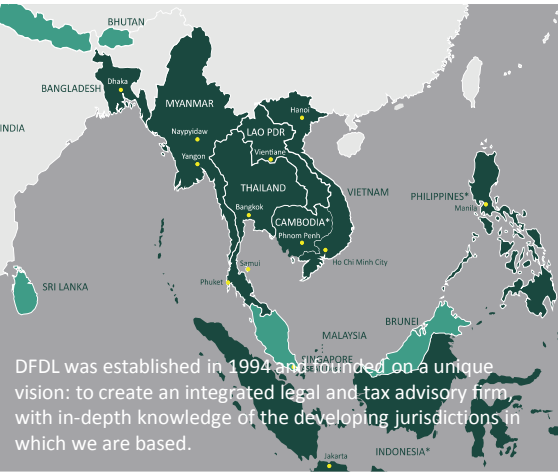 BHUTAN
BANGLADESH
Dhaka
MYANMAR
INDIA
Hanoi
LAO PDR
Naypyidaw
Vientiane
Yangon
THAILAND
VIETNAM
PHILIPPINES*
Manila
Bangkok
CAMBODIA*
Phnom Penh
Ho Chi Minh City
Samui
Phuket
SRI LANKA
BRUNEI
MALAYSIA
SINGAPORE
DFDL was established in 1994 and founded on a unique
vision: to create an integrated legal and tax advisory firm,
with in-depth knowledge of the developing jurisdictions in
which we are based.
INDONESIA*
Jakarta